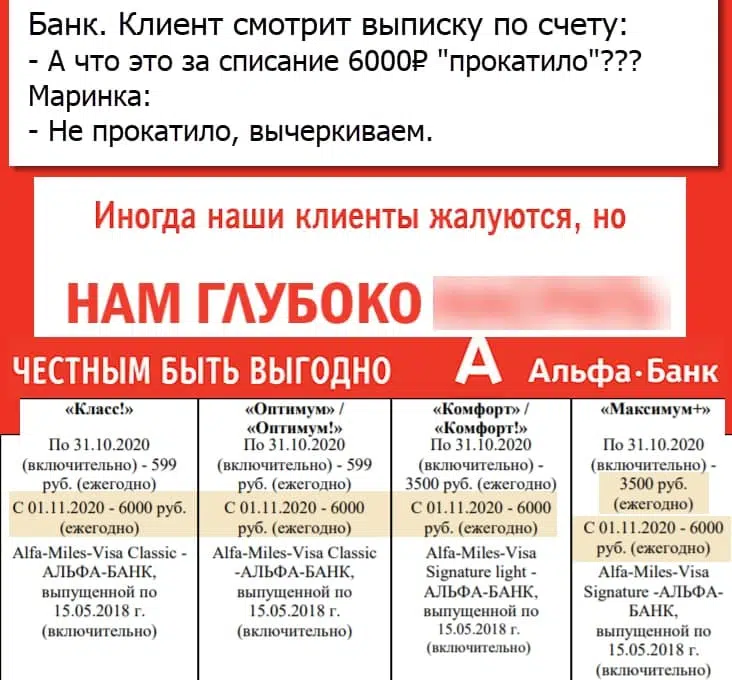 Банк. Клиент смотрит выписку по счету:
- А что это за списание 6000₽ "прокатило"???
Маринка:
- Не прокатило, вычеркиваем.
Иногда наши клиенты жалуются, но
НАМ ГЛУБОКО
ЧЕСТНЫМ БЫТЬ ВЫГОДНО
А Альфа·Банк
«Класс!»
По 31.10.2020
(включительно) - 599
руб. (ежегодно)
С 01.11.2020 - 6000 руб.
(ежегодно)
Alfa-Miles-Visa Classic -
АЛЬФА-БАНК,
выпущенной по
15.05.2018 г.
(включительно)
«Оптимум» /
«Оптимум!»
По 31.10.2020
(включительно) - 599
руб. (ежегодно)
С 01.11.2020 - 6000
руб. (ежегодно)
Alfa-Miles-Visa Classic
-АЛЬФА-БАНК,
выпущенной по
15.05.2018 г.
(включительно)
«Комфорт» /
«Комфорт!»
По 31.10.2020
(включительно) -
3500 руб. (ежегодно)
С 01.11.2020 - 6000
руб. (ежегодно)
Alfa-Miles-Visa
Signature light -
АЛЬФА-БАНК,
выпущенной по
15.05.2018 г.
(включительно)
«Максимум+»
По 31.10.2020
(включительно) -
3500 руб.
(ежегодно)
С 01.11.2020 - 6000
руб. (ежегодно)
Alfa-Miles-Visa
Signature -АЛЬФА-
БАНК,
выпущенной по
15.05.2018 г.
(включительно)